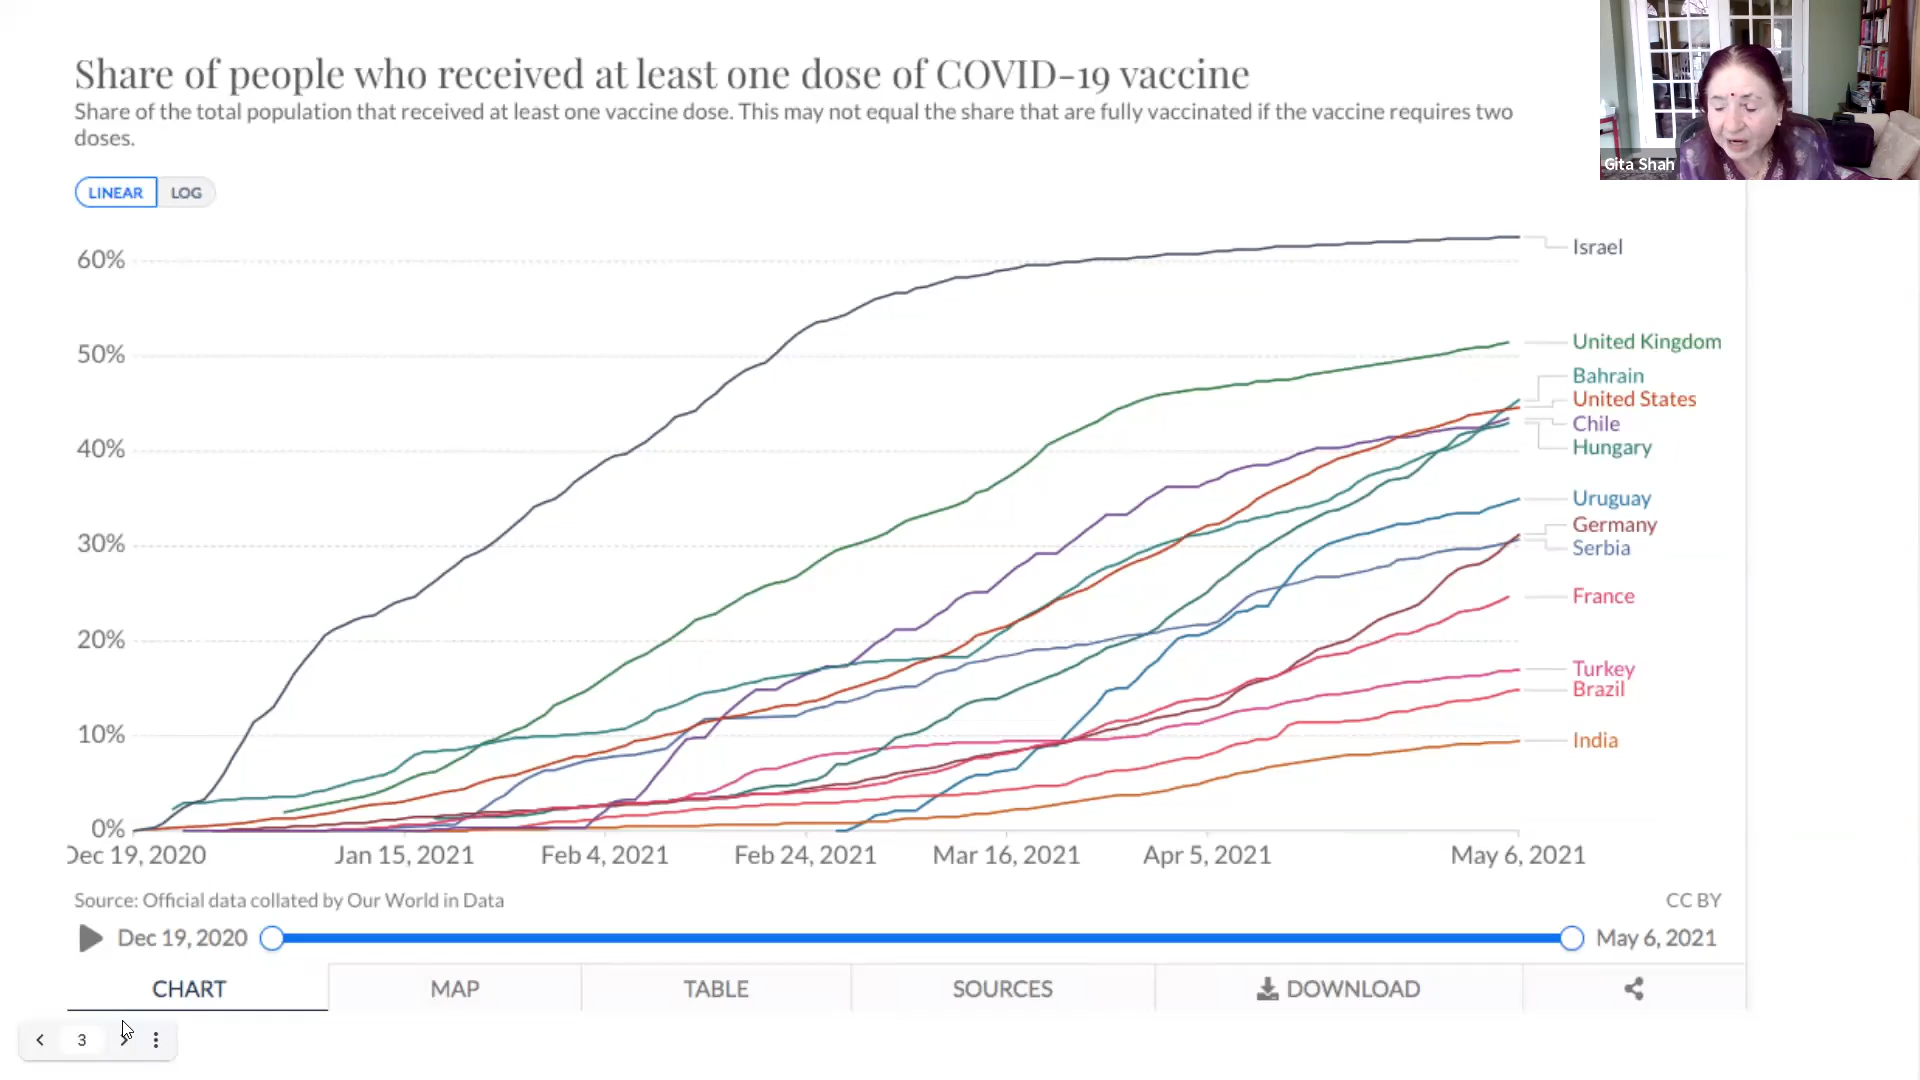 Share of people who received at least one dose of COVID-19 vaccine
Share of the total population that received at least one vaccine dose. This may not equal the share that are fully vaccinated if the vaccine requires two
doses.
Gita Shah
LINEAR LOG
60%
50%
40%
30%
20%
10%
0%
Israel
United Kingdom
Bahrain
United States
Chile
Hungary
Uruguay
Germany
Serbia
France
Turkey
Brazil
India
Dec 19, 2020 Jan 15, 2021 Feb 4, 2021 Feb 24, 2021 Mar 16, 2021 Apr 5, 2021 May 6, 2021
Source: Official data collated by Our World in Data CC BY
Dec 19, 2020 May 6, 2021
CHART MAP TABLE SOURCES DOWNLOAD
3